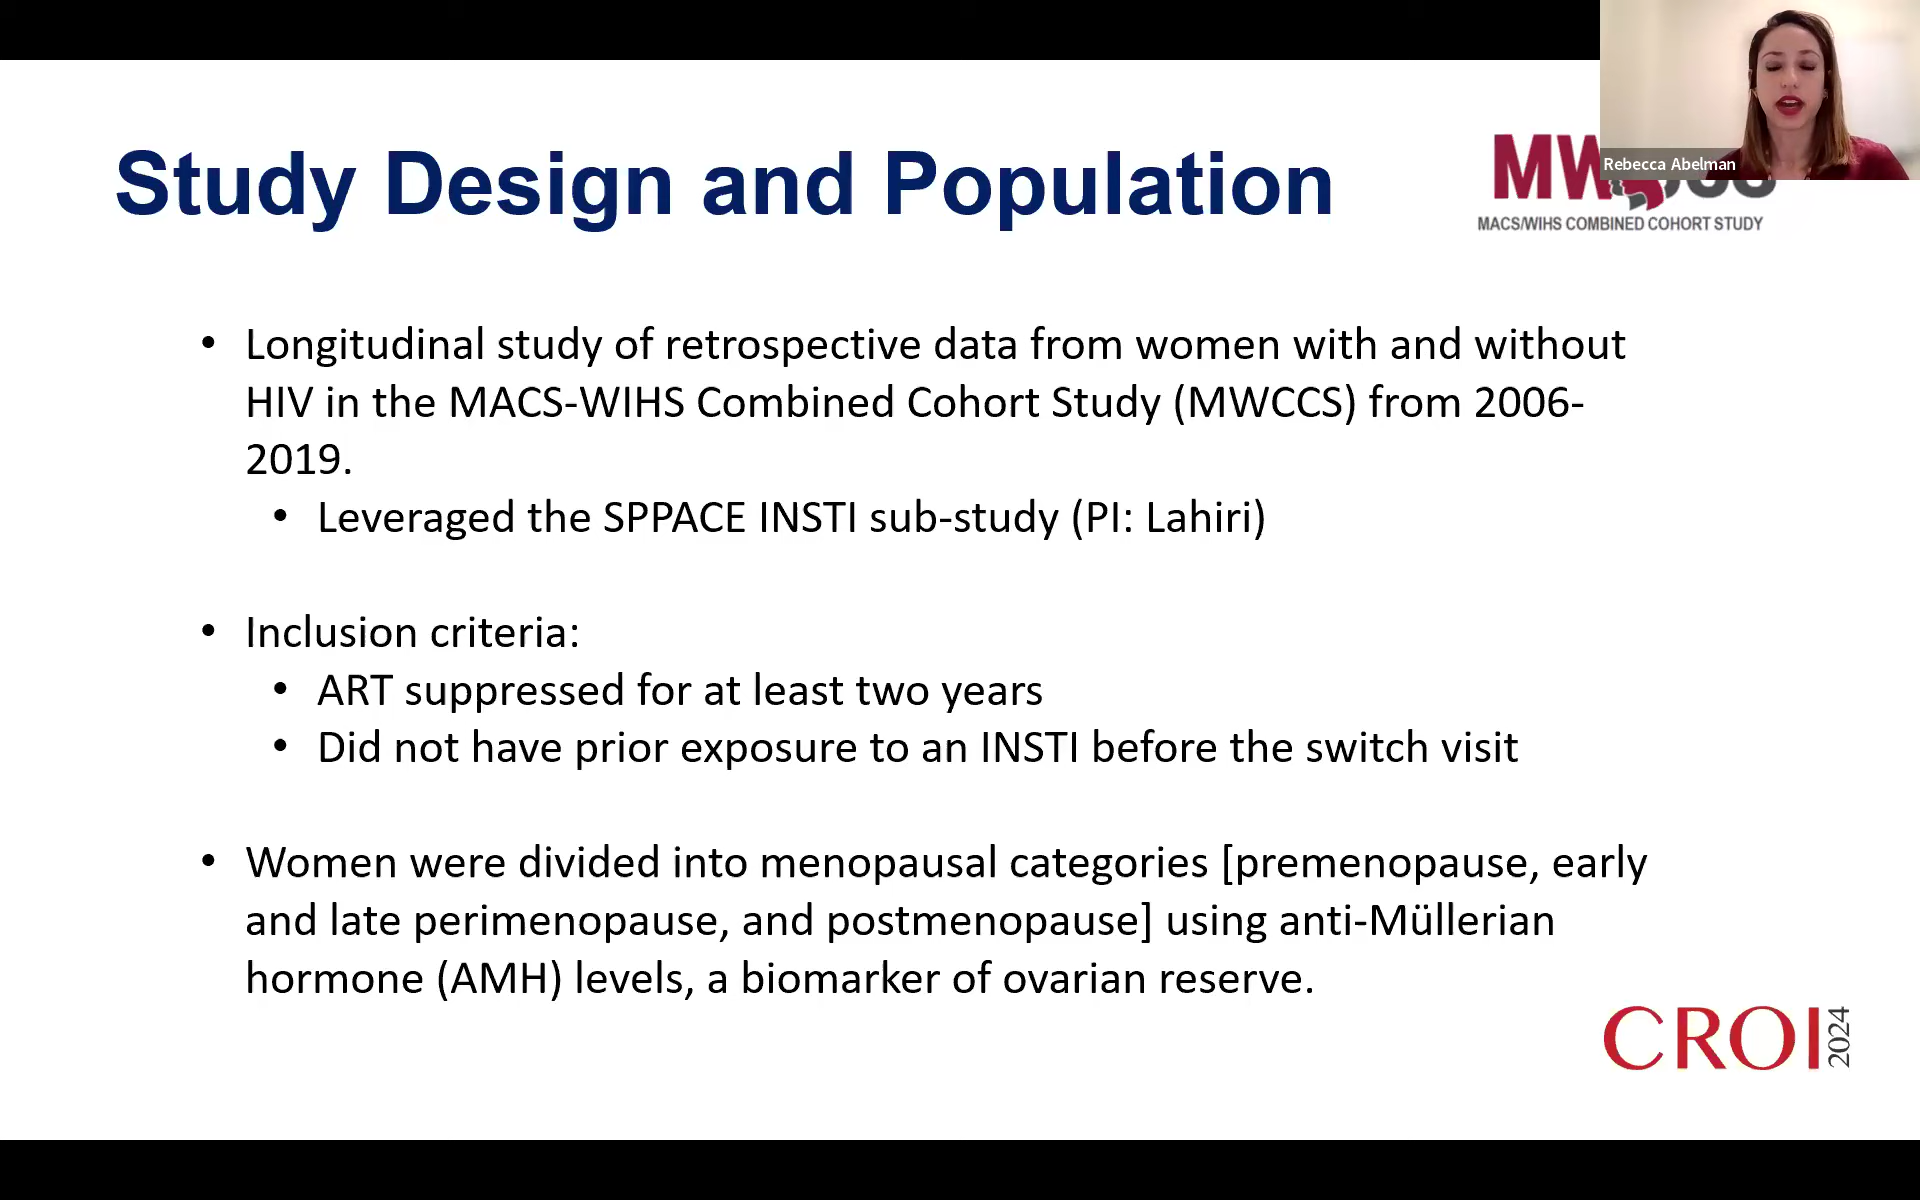 Study Design and Population
Rebecca Abelman
MACS/WIHS COMBINED COHORT STUDY
• Longitudinal study of retrospective data from women with and without
HIV in the MACS-WIHS Combined Cohort Study (MWCCS) from 2006-
2019.
• Leveraged the SPPACE INSTI sub-study (PI: Lahiri)
• Inclusion criteria:
• ART suppressed for at least two years
• Did not have prior exposure to an INSTI before the switch visit
• Women were divided into menopausal categories [premenopause, early
and late perimenopause, and postmenopause] using anti-Müllerian
hormone (AMH) levels, a biomarker of ovarian reserve.
CROI 2024